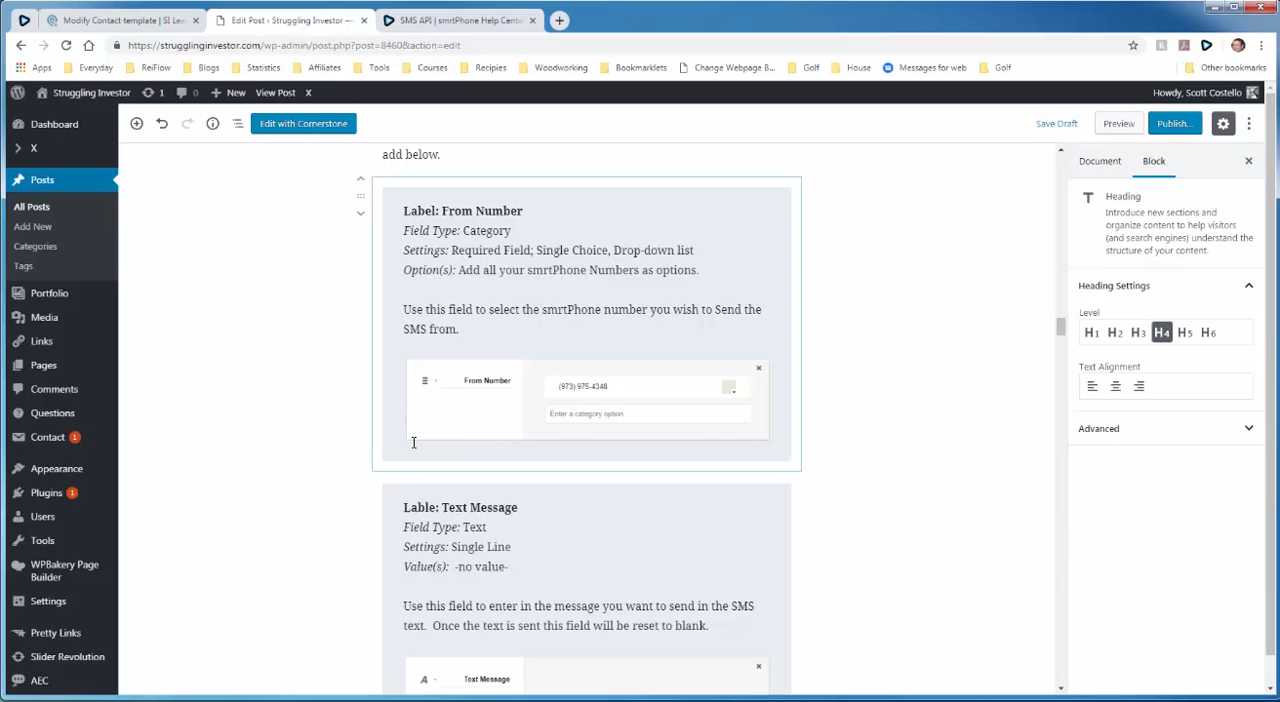 Modify Contact template | SI Lea
Edit Post ‹ Struggling Investor —
SMS API | smrtPhone Help Cente
https://strugglinginvestor.com/wp-admin/post.php?post=8460&action=edit
Apps Everyday ReiFlow Blogs Statistics Affiliates Tools Courses Recipies Woodworking Bookmarklets Change Webpage B... Golf House Messages for web Golf Other bookmarks
Struggling Investor 1 0 New View Post X Howdy, Scott Costello
Edit with Cornerstone Save Draft Preview Publish...
Dashboard
X
Posts
All Posts
Add New
Categories
Tags
Portfolio
Media
Links
Pages
Comments
Questions
Contact 1
Appearance
Plugins 1
Users
Tools
WPBakery Page
Builder
Settings
Pretty Links
Slider Revolution
AEC
add below.
Label: From Number
Field Type: Category
Settings: Required Field; Single Choice, Drop-down list
Option(s): Add all your smrtPhone Numbers as options.
Use this field to select the smrtPhone number you wish to Send the
SMS from.
From Number
(973) 975-4348
Enter a category option
Lable: Text Message
Field Type: Text
Settings: Single Line
Value(s): -no value-
Use this field to enter in the message you want to send in the SMS
text. Once the text is sent this field will be reset to blank.
A Text Message
Document Block
Heading
Introduce new sections and
organize content to help visitors
(and search engines) understand the
structure of your content.
Heading Settings
Level
H1 H2 H3 H4 H5 H6
Text Alignment
Advanced